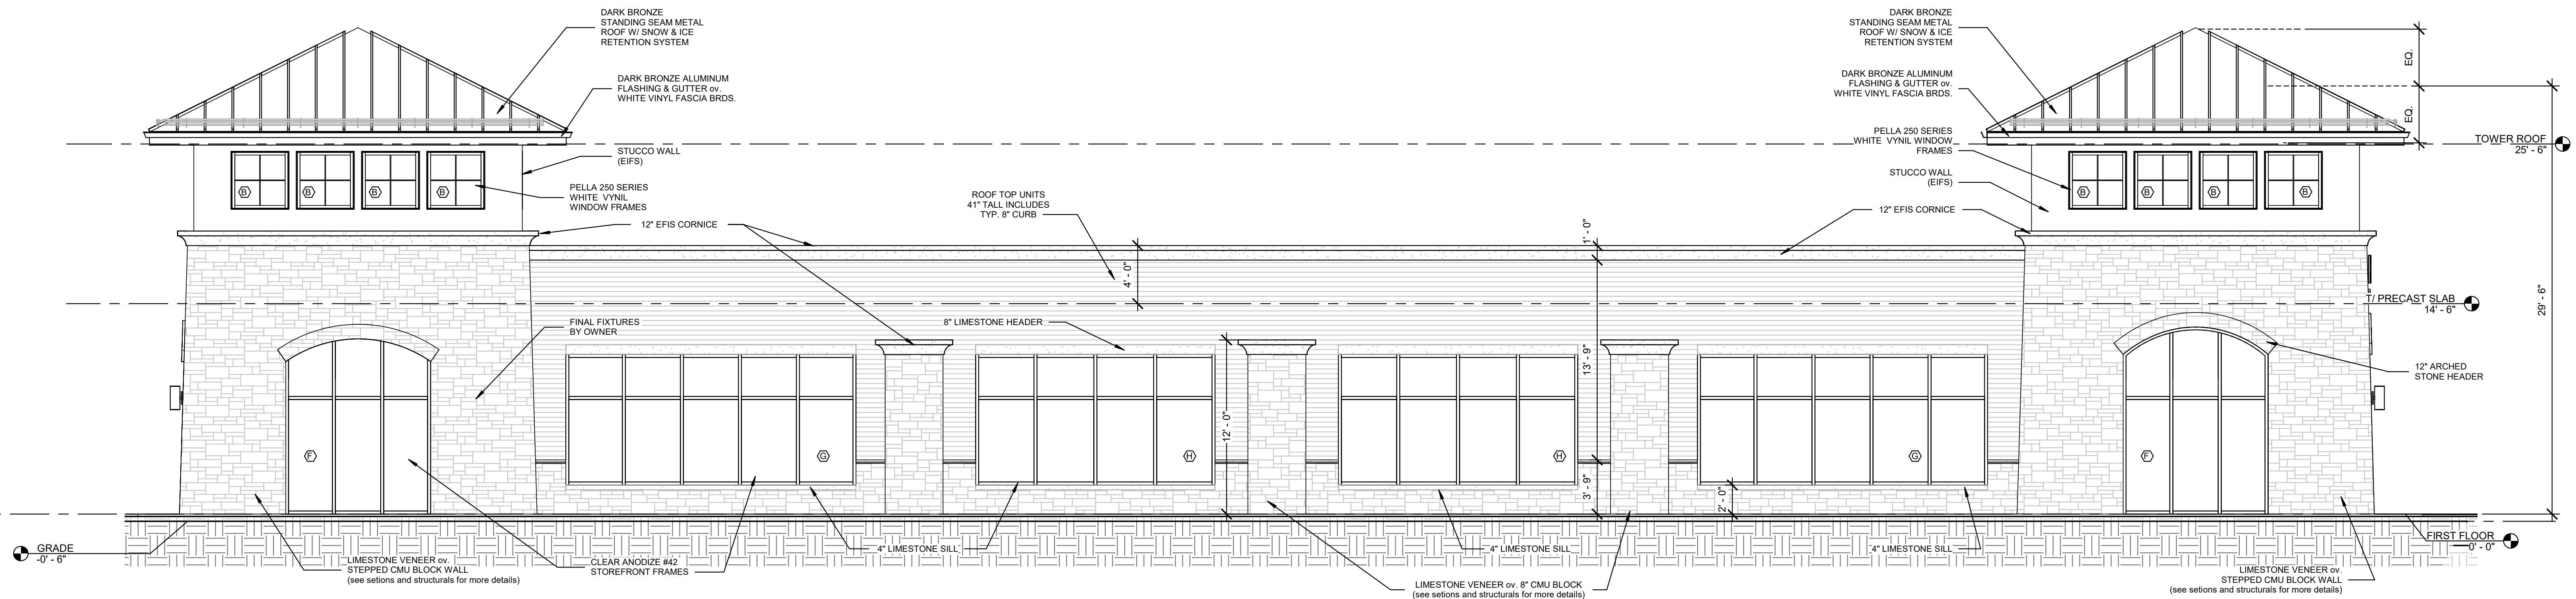 DARK BRONZE
STANDING SEAM METAL
ROOF W/ SNOW & ICE
RETENTION SYSTEM
DARK BRONZE ALUMINUM
FLASHING & GUTTER ov.
WHITE VINYL FASCIA BRDS.
STUCCO WALL
(EIFS)
PELLA 250 SERIES
WHITE VYNIL
WINDOW FRAMES
B
B
B
B
12" EFIS CORNICE
ROOF TOP UNITS
41" TALL INCLUDES
TYP. 8" CURB
DARK BRONZE
STANDING SEAM METAL
ROOF W/ SNOW & ICE
RETENTION SYSTEM
DARK BRONZE ALUMINUM
FLASHING & GUTTER ov.
WHITE VINYL FASCIA BRDS.
PELLA 250 SERIES
WHITE VYNIL WINDOW
FRAMES
STUCCO WALL
(EIFS)
12" EFIS CORNICE
B
B
B
B
EQ.
EQ.
TOWER ROOF
25' - 6"
1' - 0"
4' - 0"
T/ PRECAST SLAB
14' - 6"
29' - 6"
FINAL FIXTURES
BY OWNER
8" LIMESTONE HEADER
13' - 9"
12" ARCHED
STONE HEADER
12' - 0"
F
G
H
H
G
F
3' - 9"
2' - 0"
GRADE
-0' - 6"
FIRST FLOOR
0' - 0"
LIMESTONE VENEER ov.
STEPPED CMU BLOCK WALL
(see setions and structurals for more details)
CLEAR ANODIZE #42
STOREFRONT FRAMES
4" LIMESTONE SILL
4" LIMESTONE SILL
4" LIMESTONE SILL
LIMESTONE VENEER ov. 8" CMU BLOCK
(see setions and structurals for more details)
LIMESTONE VENEER ov.
STEPPED CMU BLOCK WALL
(see setions and structurals for more details)